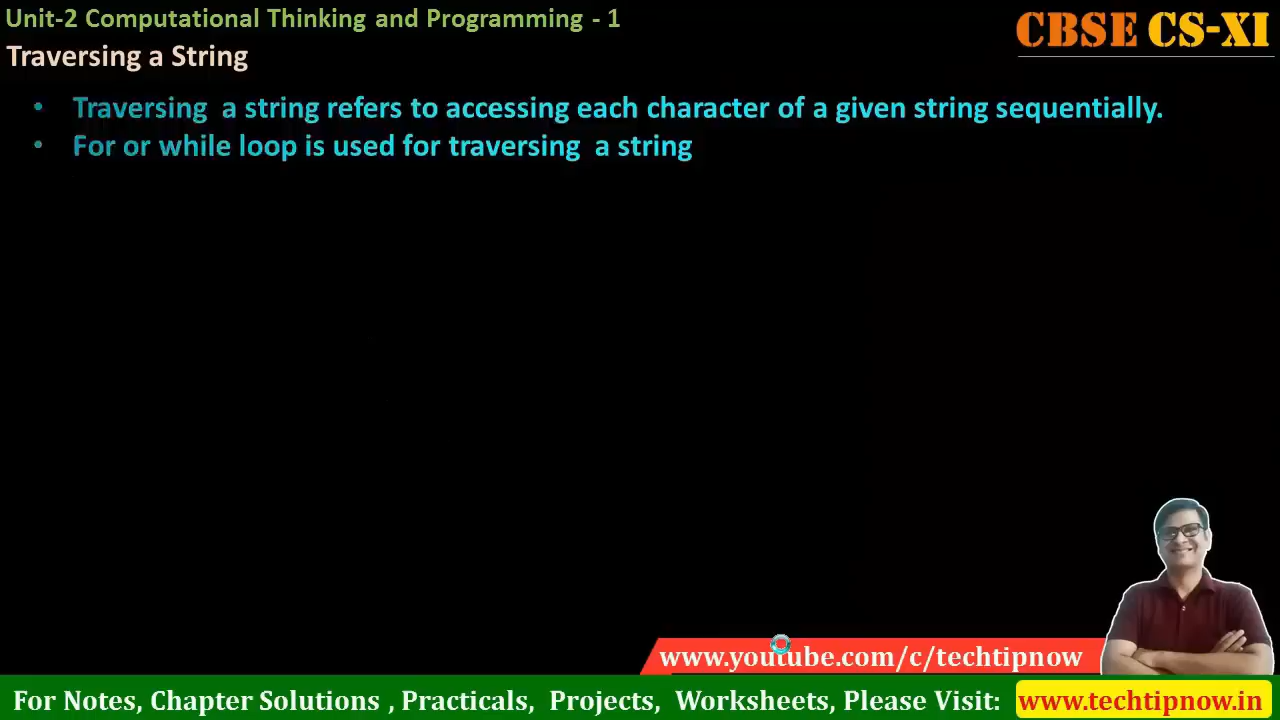 Unit-2 Computational Thinking and Programming - 1
CBSE CS-XI
Traversing a String
• Traversing a string refers to accessing each character of a given string sequentially.
• For or while loop is used for traversing a string
www.youtube.com/c/techtipnow
For Notes, Chapter Solutions , Practicals, Projects, Worksheets, Please Visit: www.techtipnow.in